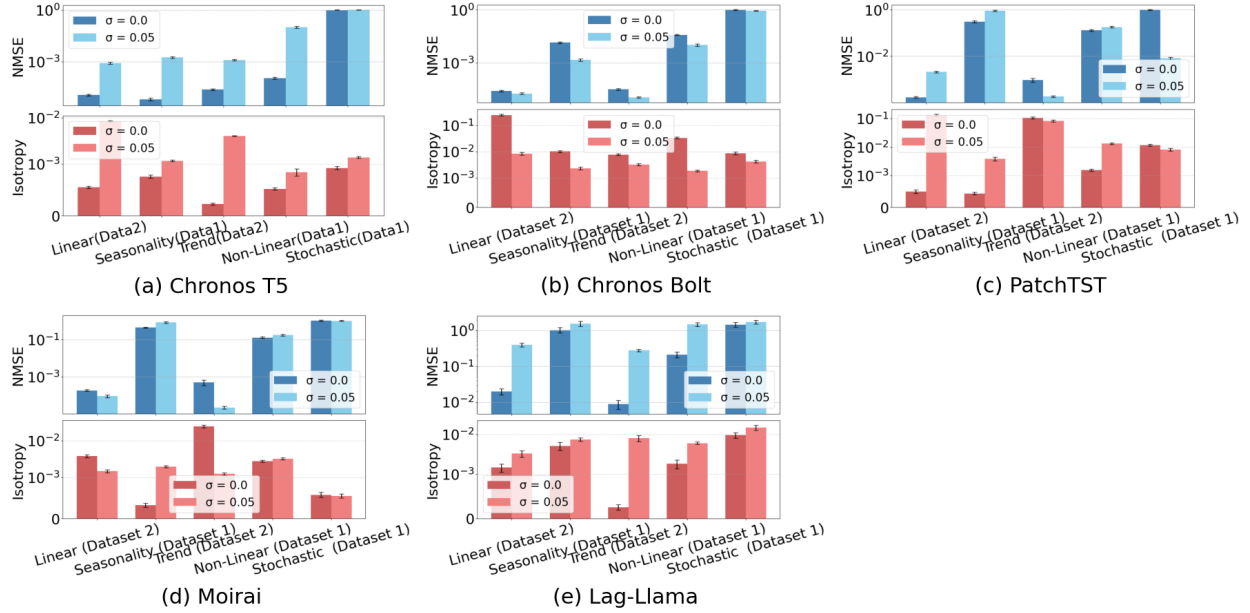 NMSE
10⁰
10⁻³
σ = 0.0
σ = 0.05
Isotropy
10⁻²
10⁻³
0
σ = 0.0
σ = 0.05
Linear(Data2)
Seasonality(Data1)
Trend(Data2)
Non-Linear(Data1)
Stochastic(Data1)
(a) Chronos T5
NMSE
10⁰
10⁻²
σ = 0.0
σ = 0.05
Isotropy
10⁻¹
10⁻²
10⁻³
0
σ = 0.0
σ = 0.05
Linear (Dataset 2)
Seasonality (Dataset 1)
Trend (Dataset 2)
Non-Linear (Dataset 1)
Stochastic (Dataset 1)
(b) Chronos Bolt
NMSE
10⁰
10⁻²
σ = 0.0
σ = 0.05
Isotropy
10⁻¹
10⁻²
10⁻³
0
σ = 0.0
σ = 0.05
Linear (Dataset 2)
Seasonality (Dataset 1)
Trend (Dataset 2)
Non-Linear (Dataset 1)
Stochastic (Dataset 1)
(c) PatchTST
NMSE
10⁻¹
10⁻³
σ = 0.0
σ = 0.05
Isotropy
10⁻²
10⁻³
0
σ = 0.0
σ = 0.05
Linear (Dataset 2)
Seasonality (Dataset 1)
Trend (Dataset 2)
Non-Linear (Dataset 1)
Stochastic (Dataset 1)
(d) Moirai
NMSE
10⁰
10⁻¹
10⁻²
σ = 0.0
σ = 0.05
Isotropy
10⁻²
10⁻³
0
σ = 0.0
σ = 0.05
Linear (Dataset 2)
Seasonality (Dataset 1)
Trend (Dataset 2)
Non-Linear (Dataset 1)
Stochastic (Dataset 1)
(e) Lag-Llama